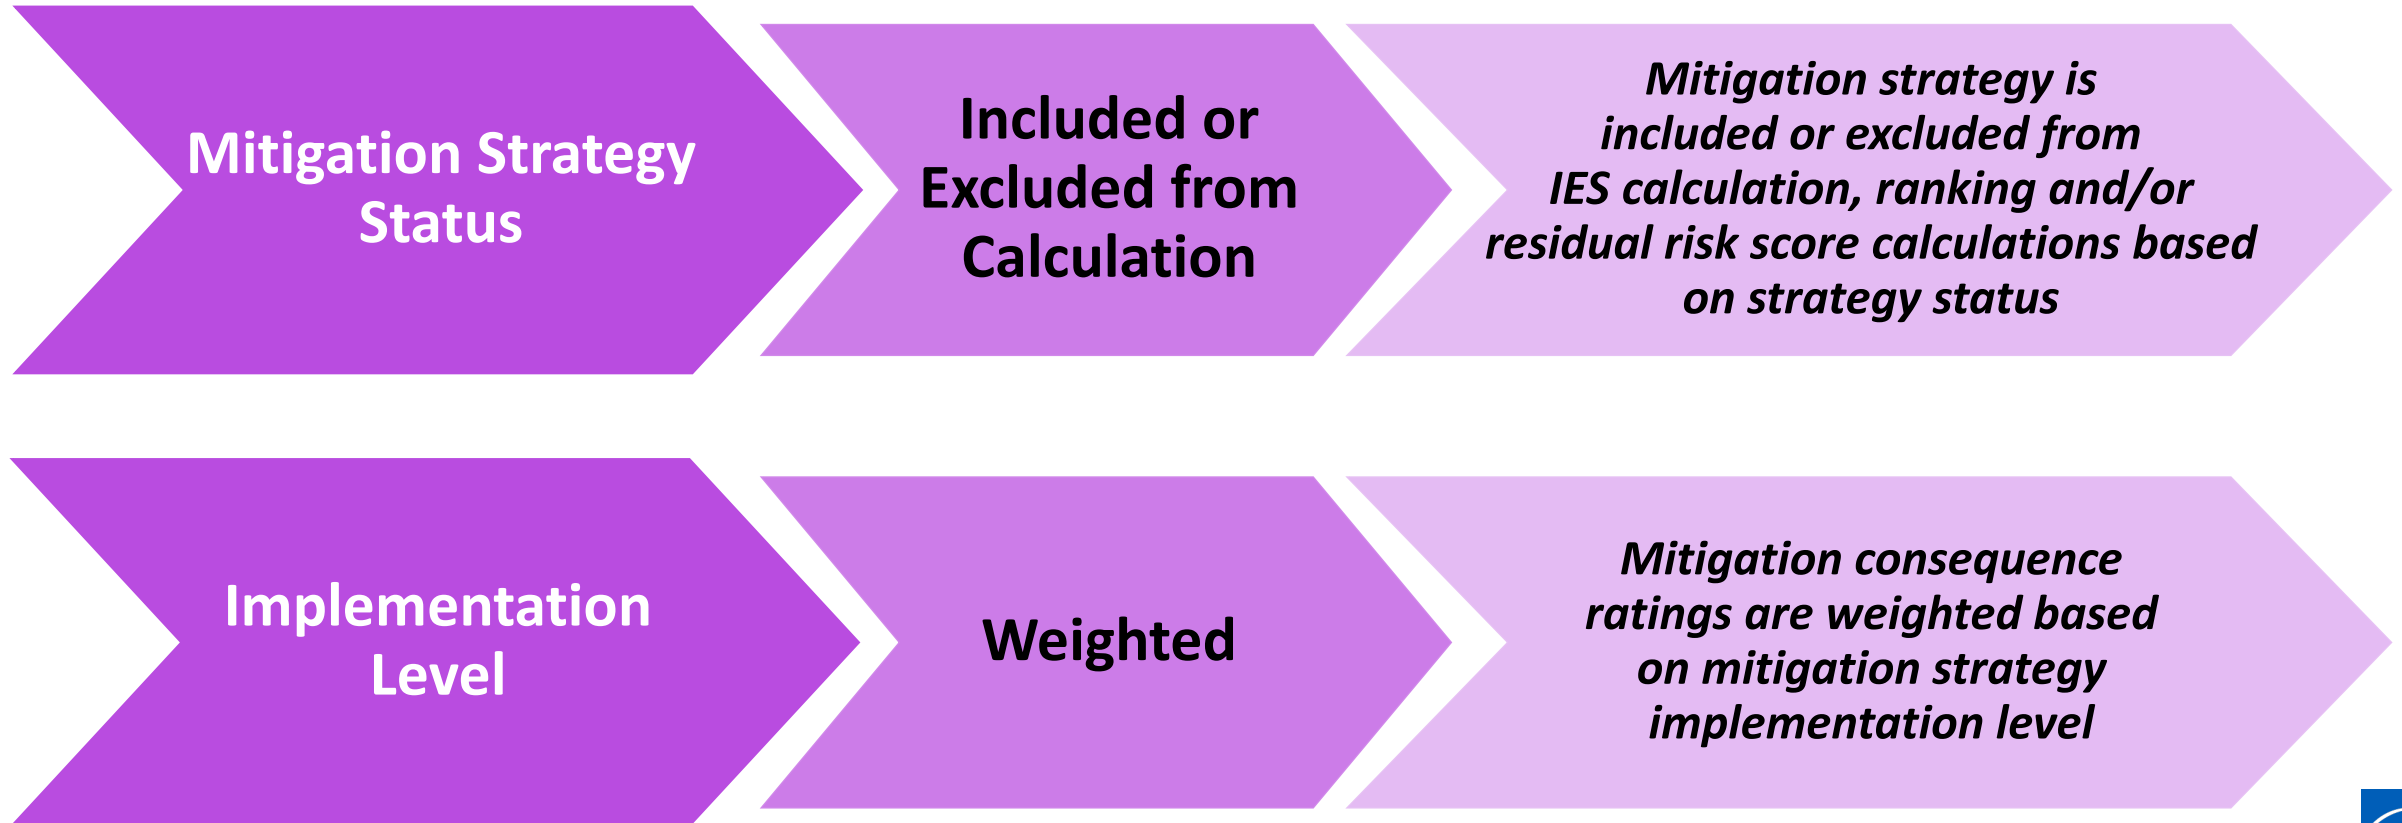 Mitigation Strategy
Status
Included or
Excluded from
Calculation
Mitigation strategy is
included or excluded from
IES calculation, ranking and/or
residual risk score calculations based
on strategy status
Implementation
Level
Weighted
Mitigation consequence
ratings are weighted based
on mitigation strategy
implementation level